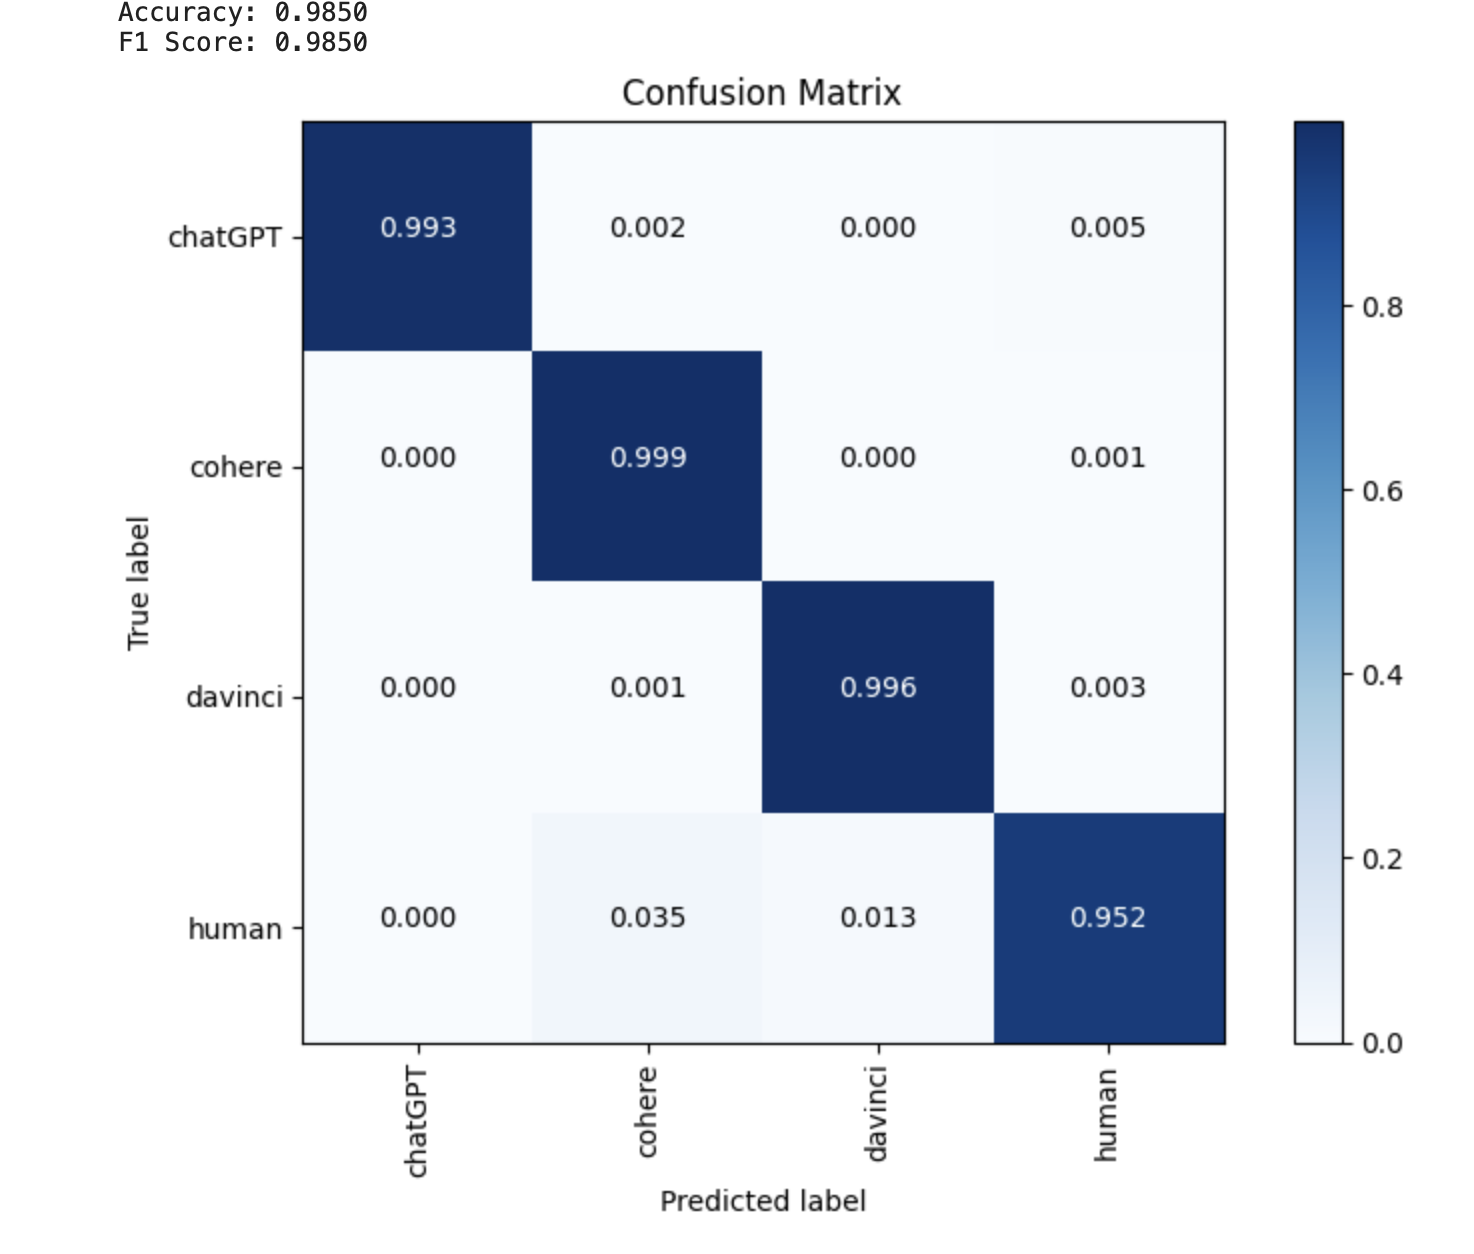 Accuracy: 0.9850
F1 Score: 0.9850
Confusion Matrix
chatGPT 0.993 0.002 0.000 0.005
cohere 0.000 0.999 0.000 0.001
davinci 0.000 0.001 0.996 0.003
human 0.000 0.035 0.013 0.952
True label
chatGPT cohere davinci human
Predicted label
0.8
0.6
0.4
0.2
0.0